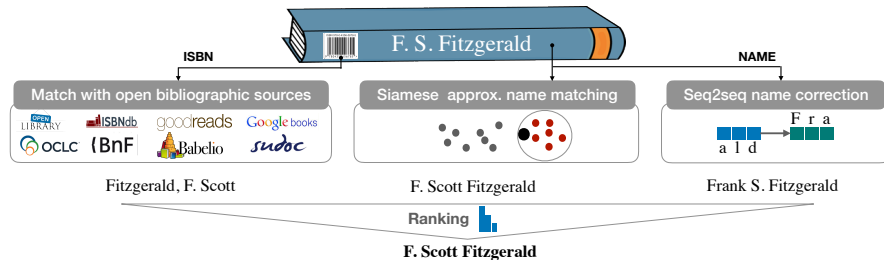 F. S. Fitzgerald
ISBN
NAME
Match with open bibliographic sources
Siamese approx. name matching
Seq2seq name correction
OPEN LIBRARY
ISBNdb
goodreads
Google books
OCLC
{BnF
Babelio
sudoc
F r a
a l d
Fitzgerald, F. Scott
F. Scott Fitzgerald
Frank S. Fitzgerald
Ranking
F. Scott Fitzgerald